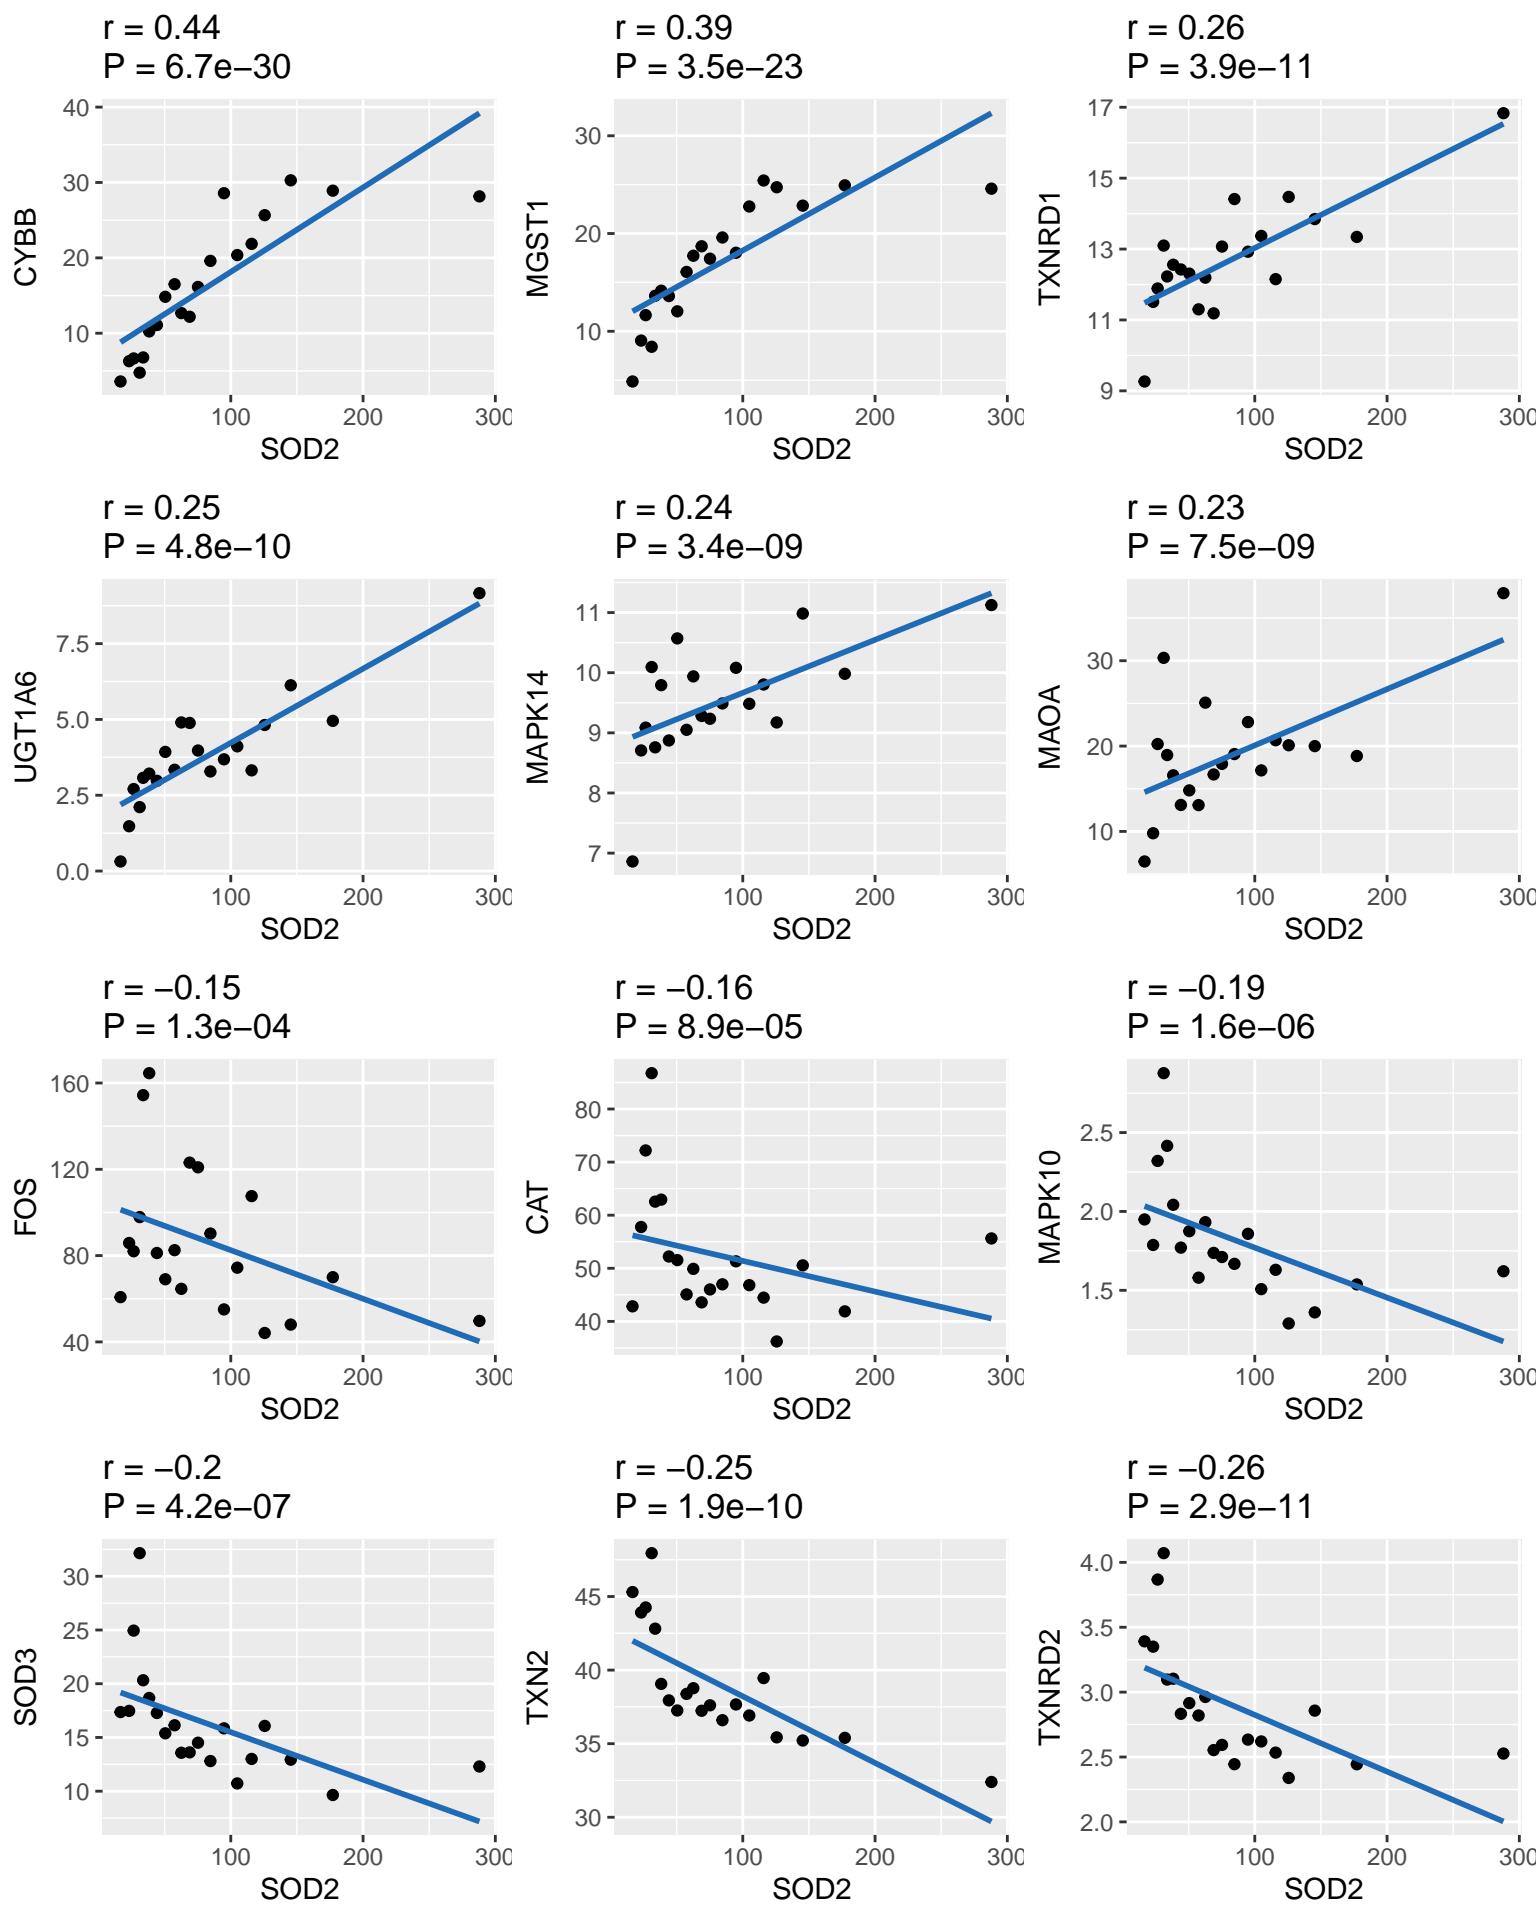 r = 0.44
P = 6.7e−30
40
30
20
10
CYBB
100
200
300
SOD2
r = 0.39
P = 3.5e−23
30
20
10
MGST1
100
200
300
SOD2
r = 0.26
P = 3.9e−11
17
15
13
11
9
TXNRD1
100
200
300
SOD2
r = 0.25
P = 4.8e−10
7.5
5.0
2.5
0.0
UGT1A6
100
200
300
SOD2
r = 0.24
P = 3.4e−09
11
10
9
8
7
MAPK14
100
200
300
SOD2
r = 0.23
P = 7.5e−09
30
20
10
MAOA
100
200
300
SOD2
r = −0.15
P = 1.3e−04
160
120
80
40
FOS
100
200
300
SOD2
r = −0.16
P = 8.9e−05
80
70
60
50
40
CAT
100
200
300
SOD2
r = −0.19
P = 1.6e−06
2.5
2.0
1.5
MAPK10
100
200
300
SOD2
r = −0.2
P = 4.2e−07
30
25
20
15
10
SOD3
100
200
300
SOD2
r = −0.25
P = 1.9e−10
45
40
35
30
TXN2
100
200
300
SOD2
r = −0.26
P = 2.9e−11
4.0
3.5
3.0
2.5
2.0
TXNRD2
100
200
300
SOD2